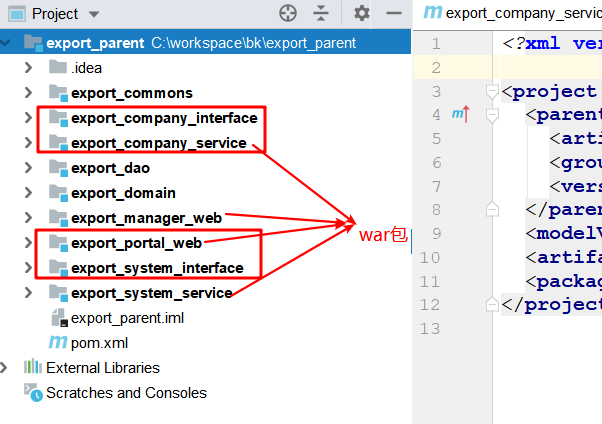 Project
export_company_servic
export_parent C:\workspace\bk\export_parent
.idea
export_commons
export_company_interface
export_company_service
export_dao
export_domain
export_manager_web
export_portal_web
export_system_interface
export_system_service
export_parent.iml
pom.xml
External Libraries
Scratches and Consoles
war包
1 <?xml ver
2
3 <project
4 <parent
5 <arti
6 <grou
7 <vers
8 </paren
9 <modelV
10 <artifa
11 <packag
12 </project
13